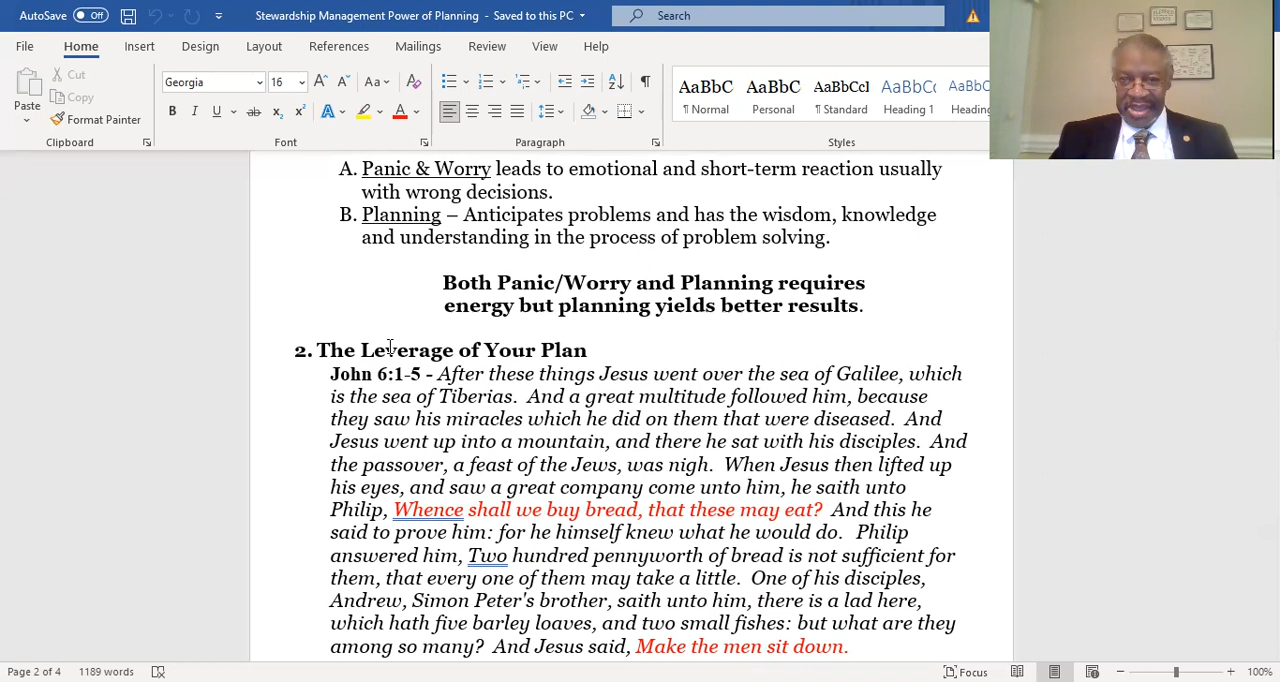 AutoSave Off Stewardship Management Power of Planning - Saved to this PC Search
File Home Insert Design Layout References Mailings Review View Help
Paste Cut Copy Format Painter
Georgia 16 Aa
B I U ab x₂ x² A A
AaBbC AaBbC AaBbCcI AaBbCcI AaBbC
¶ Normal Personal ¶ Standard Heading 1 Heading
Clipboard Font Paragraph Styles
A. Panic & Worry leads to emotional and short-term reaction usually
with wrong decisions.
B. Planning – Anticipates problems and has the wisdom, knowledge
and understanding in the process of problem solving.
Both Panic/Worry and Planning requires
energy but planning yields better results.
2. The Leverage of Your Plan
John 6:1-5 - After these things Jesus went over the sea of Galilee, which
is the sea of Tiberias. And a great multitude followed him, because
they saw his miracles which he did on them that were diseased. And
Jesus went up into a mountain, and there he sat with his disciples. And
the passover, a feast of the Jews, was nigh. When Jesus then lifted up
his eyes, and saw a great company come unto him, he saith unto
Philip, Whence shall we buy bread, that these may eat? And this he
said to prove him: for he himself knew what he would do. Philip
answered him, Two hundred pennyworth of bread is not sufficient for
them, that every one of them may take a little. One of his disciples,
Andrew, Simon Peter's brother, saith unto him, there is a lad here,
which hath five barley loaves, and two small fishes: but what are they
among so many? And Jesus said, Make the men sit down.
Page 2 of 4 1189 words Focus 100%